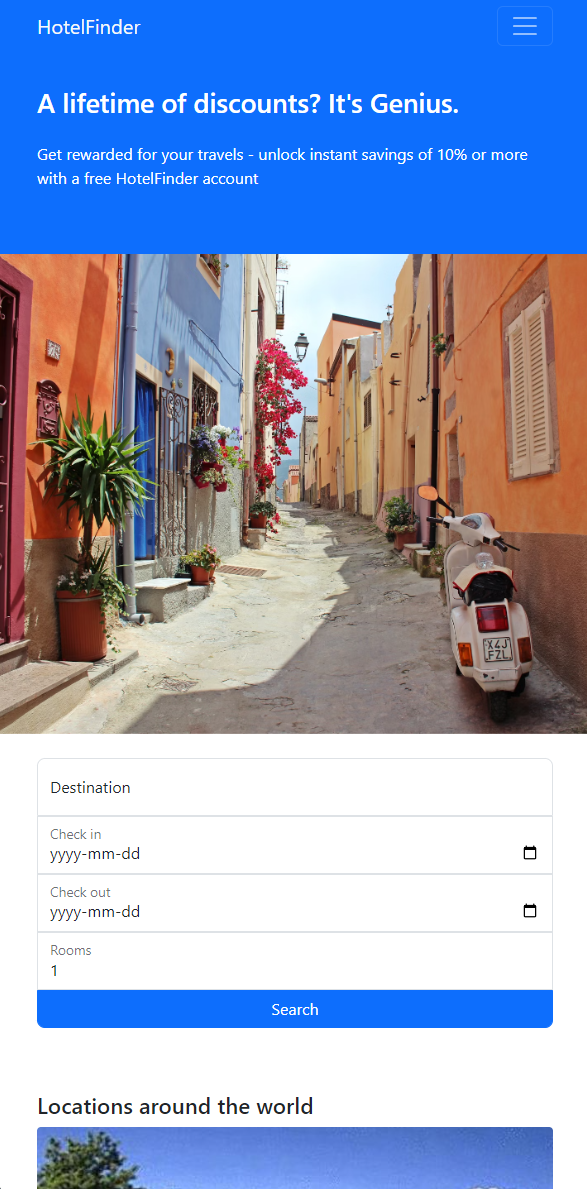 HotelFinder
A lifetime of discounts? It's Genius.
Get rewarded for your travels - unlock instant savings of 10% or more
with a free HotelFinder account
X4J
FZL
Destination
Check in
yyyy-mm-dd
Check out
yyyy-mm-dd
Rooms
1
Search
Locations around the world